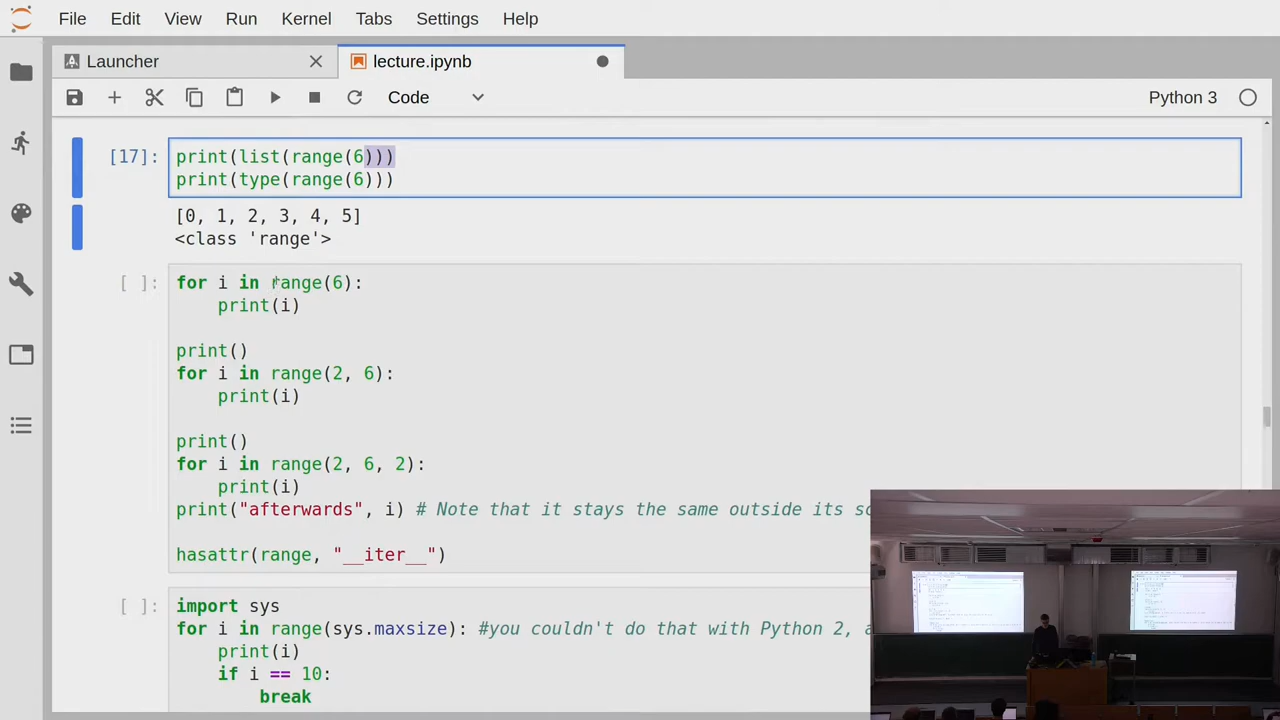 File Edit View Run Kernel Tabs Settings Help
Launcher lecture.ipynb
Code Python 3
[17]: print(list(range(6)))
print(type(range(6)))
[0, 1, 2, 3, 4, 5]
<class 'range'>
[ ]: for i in range(6):
print(i)
print()
for i in range(2, 6):
print(i)
print()
for i in range(2, 6, 2):
print(i)
print("afterwards", i) # Note that it stays the same outside its
hasattr(range, "__iter__")
[ ]: import sys
for i in range(sys.maxsize): #you couldn't do that with Python 2,
print(i)
if i == 10:
break